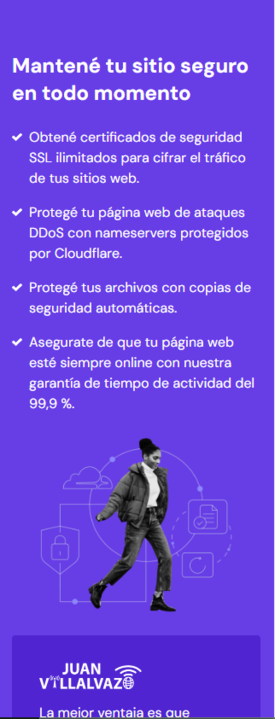 Mantené tu sitio seguro
en todo momento
Obtené certificados de seguridad
SSL ilimitados para cifrar el tráfico
de tus sitios web.
Protegé tu página web de ataques
DDoS con nameservers protegidos
por Cloudflare.
Protegé tus archivos con copias de
seguridad automáticas.
Asegurate de que tu página web
esté siempre online con nuestra
garantía de tiempo de actividad del
99,9 %.
JUAN
VILLALVAZO
La mejor ventaja es que